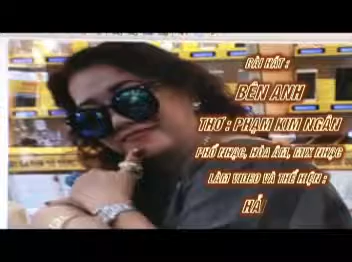 BÀI HÁT :
BÊN ANH
THƠ : PHẠM KIM NGÂN
PHỔ NHẠC, HÒA ÂM, MIX NHẠC
LÀM VIDEO VÀ THỂ HIỆN :
HẢ